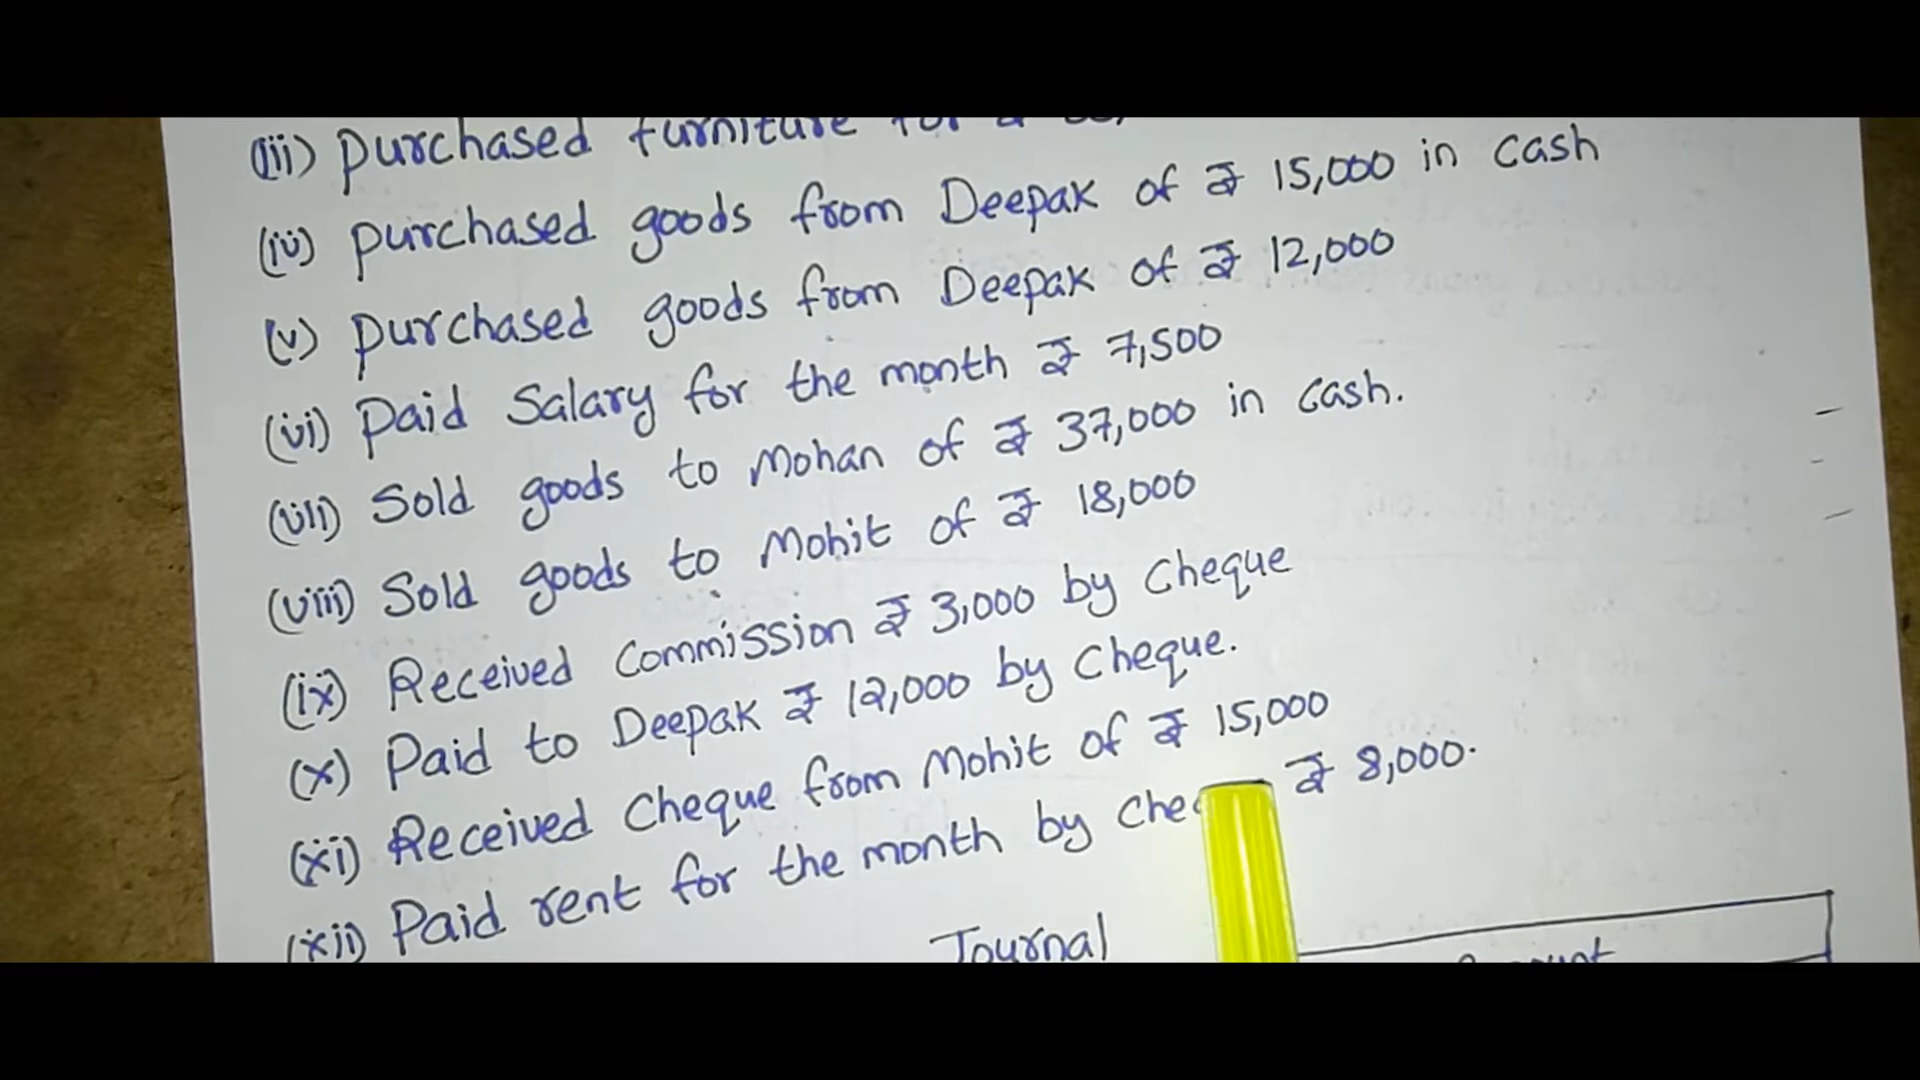 (iii) Purchased furniture for ₹
(iv) Purchased goods from Deepak of ₹ 15,000 in cash
(v) Purchased goods from Deepak of ₹ 12,000
(vi) Paid Salary for the month ₹ 7,500
(vii) Sold goods to Mohan of ₹ 37,000 in cash.
(viii) Sold goods to Mohit of ₹ 18,000
(ix) Received Commission ₹ 3,000 by Cheque
(x) Paid to Deepak ₹ 12,000 by Cheque.
(xi) Received Cheque from Mohit of ₹ 15,000
(xii) Paid rent for the month by ₹ 8,000.
Journal